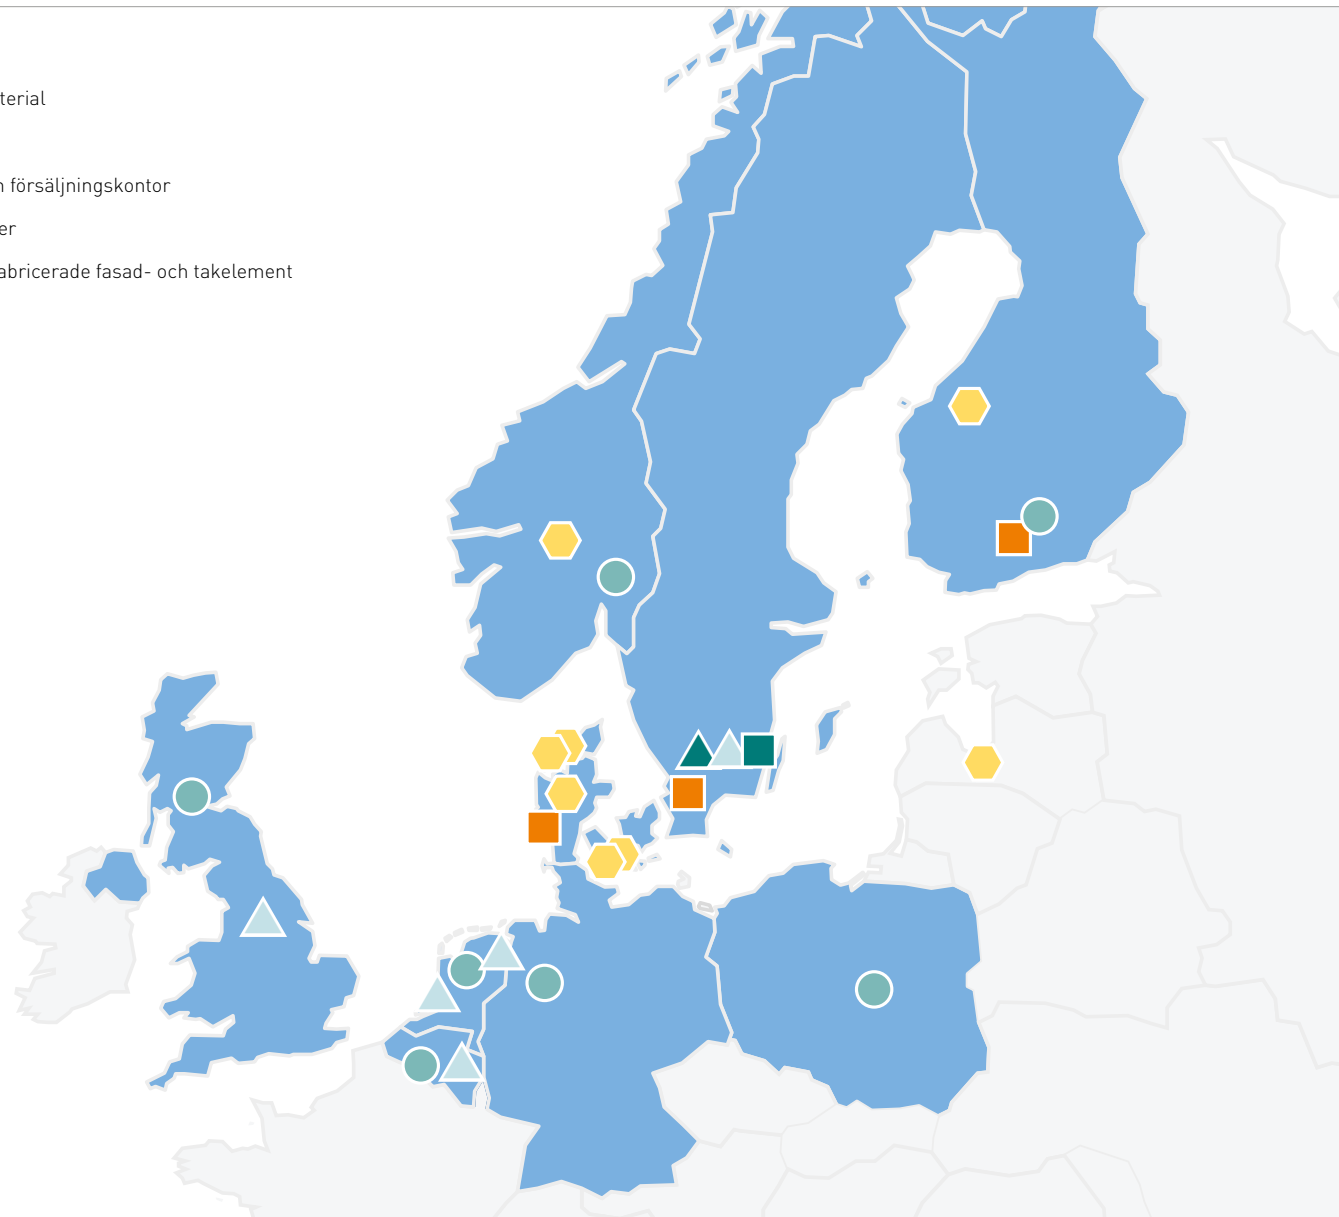 terial
försäljningskontor
er
abricerade fasad- och takelement